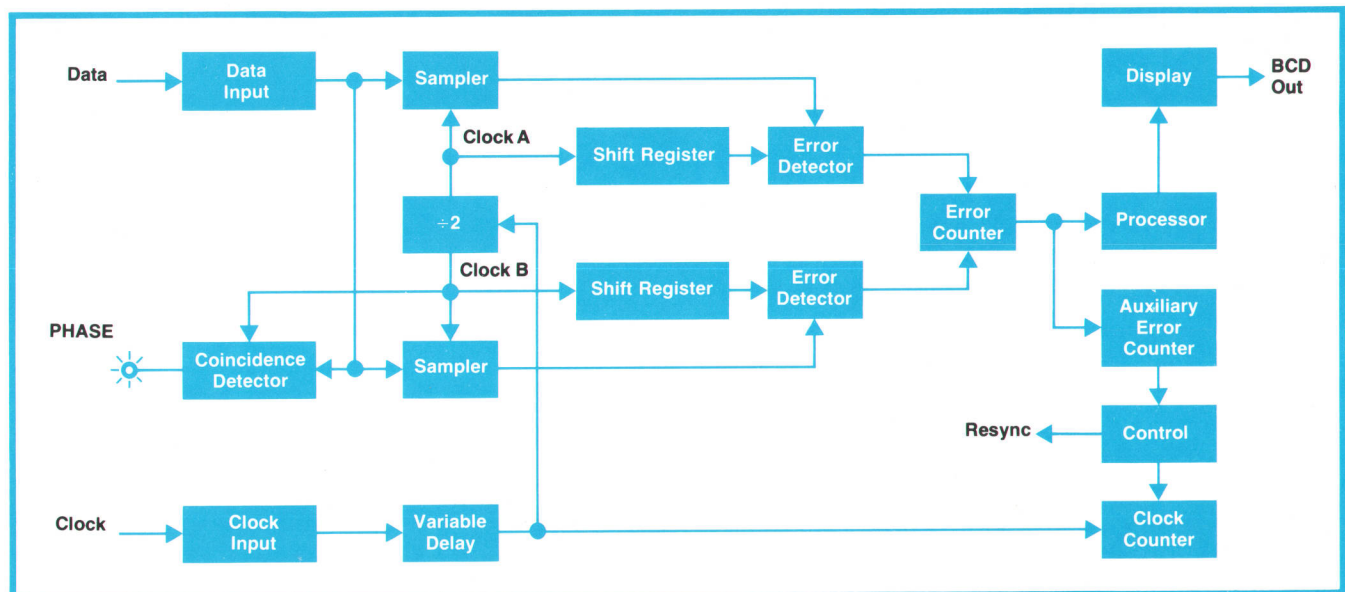 Data
Data
Input
Sampler
Display
BCD
Out
Clock A
Shift Register
Error
Detector
÷2
Error
Counter
Processor
Clock B
Shift Register
Error
Detector
PHASE
Coincidence
Detector
Sampler
Auxiliary
Error
Counter
Resync
Control
Clock
Clock
Input
Variable
Delay
Clock
Counter